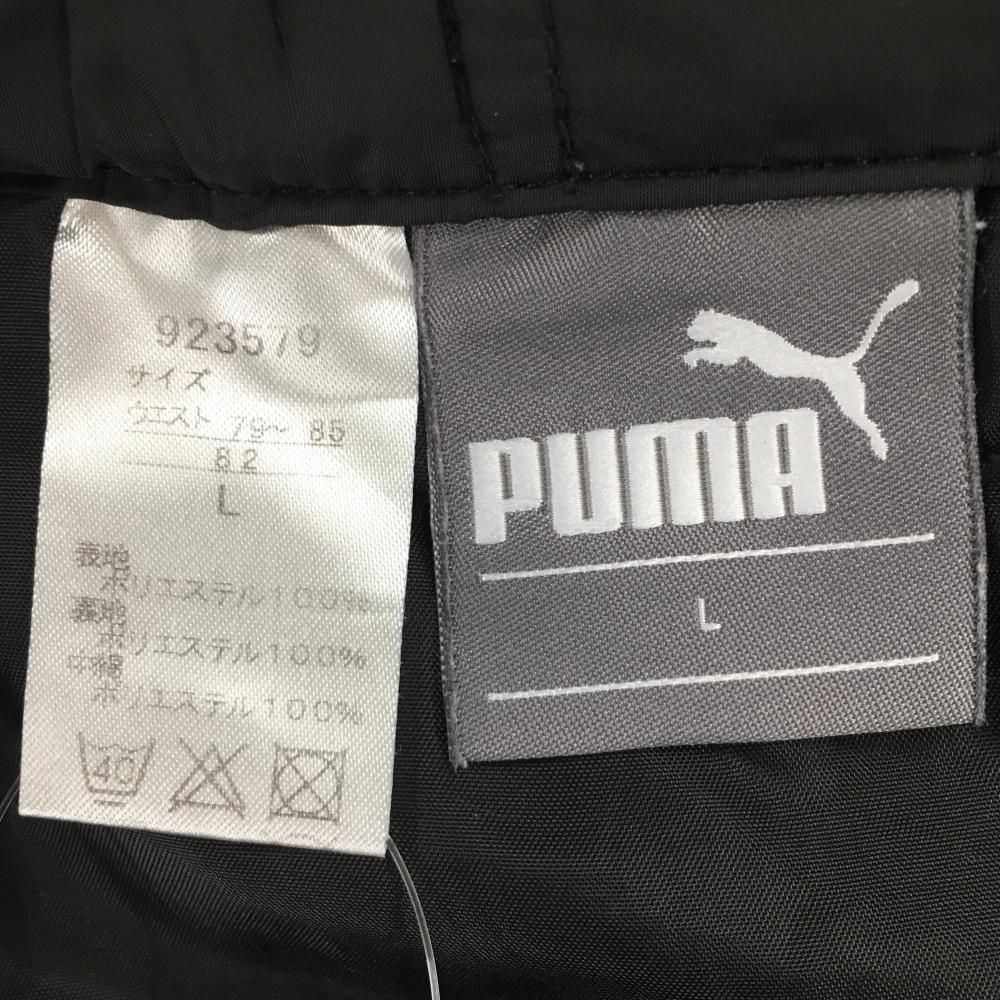 923579
サイズ
ウエスト 79～85
82
L
表地
ポリエステル100%
裏地
ポリエステル100%
中綿
ポリエステル100%
40
PUMA
L